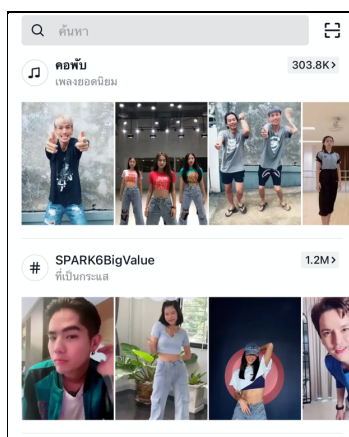 ค้นหา
คอพับ
303.8K>
เพลงยอดนิยม
# SPARK6BigValue
1.2M>
ที่เป็นกระแส